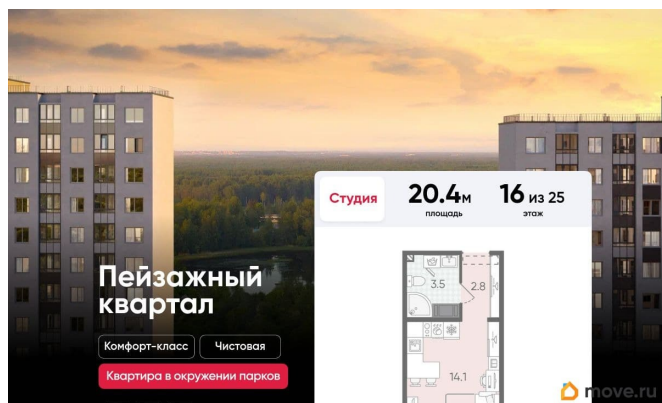 Студия
20.4м
площадь
16 из 25
этаж
3.5
2.8
14.1
Пейзажный
квартал
Комфорт-класс
Чистовая
Квартира в окружении парков
move.ru